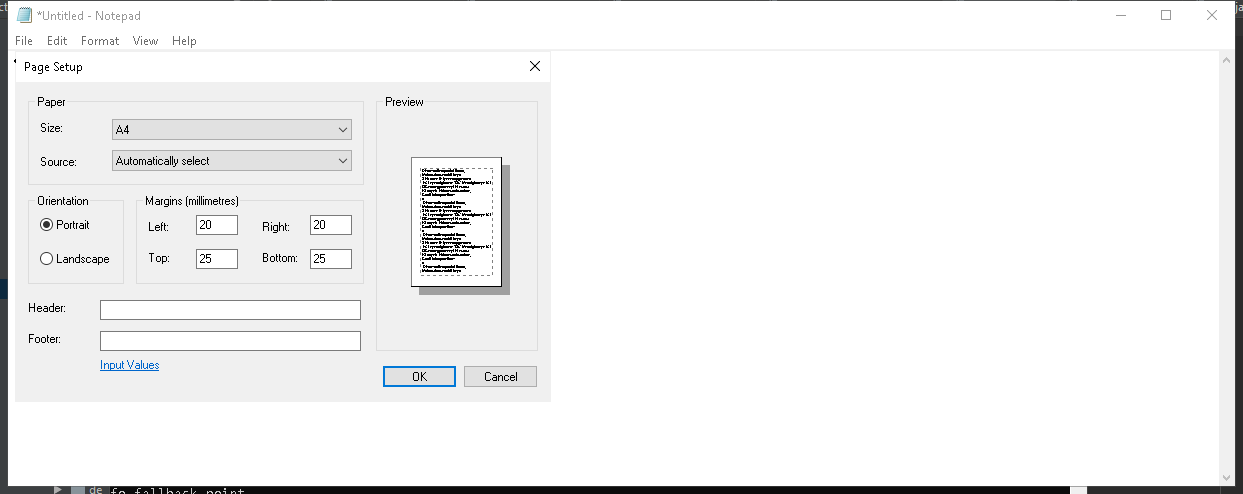 *Untitled - Notepad
File Edit Format View Help
Page Setup
Paper
Size: A4
Source: Automatically select
Orientation
Portrait
Landscape
Margins (millimetres)
Left: 20 Right: 20
Top: 25 Bottom: 25
Header:
Footer:
Input Values
Preview
OK Cancel
de fo fallback point